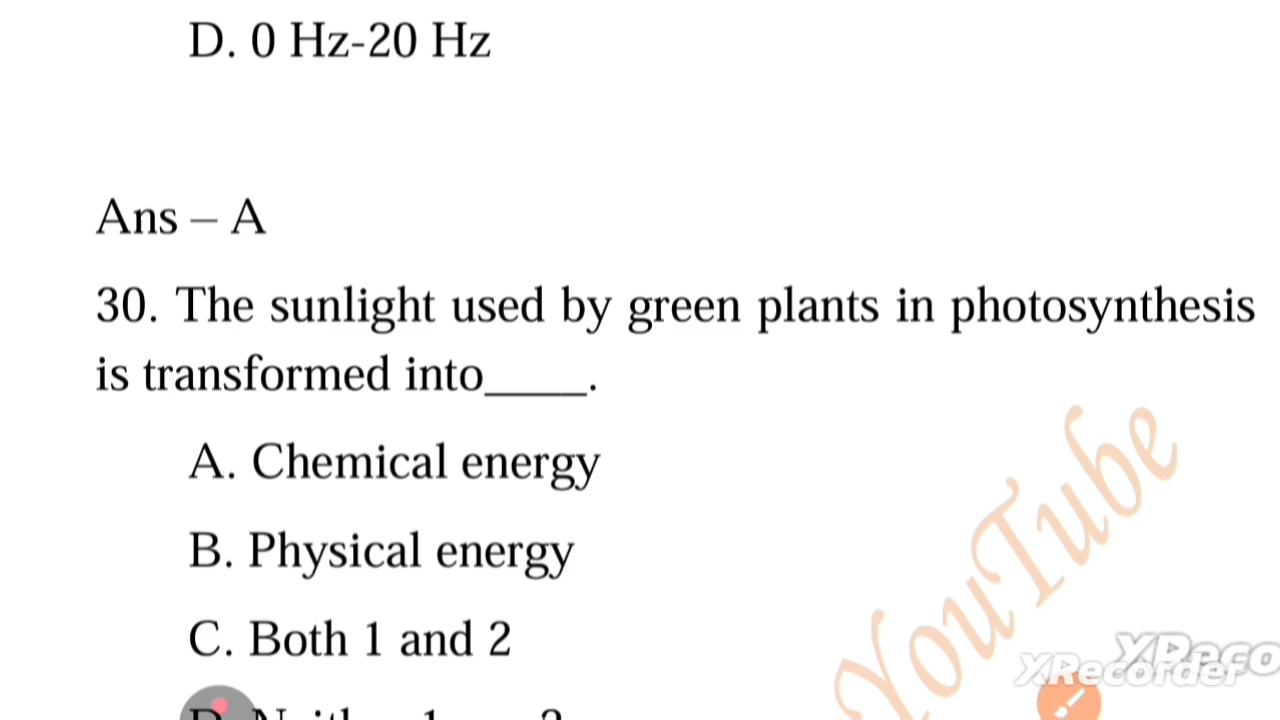 D. 0 Hz-20 Hz
Ans – A
30. The sunlight used by green plants in photosynthesis
is transformed into____.
A. Chemical energy
B. Physical energy
C. Both 1 and 2
YouTube
XRecorder